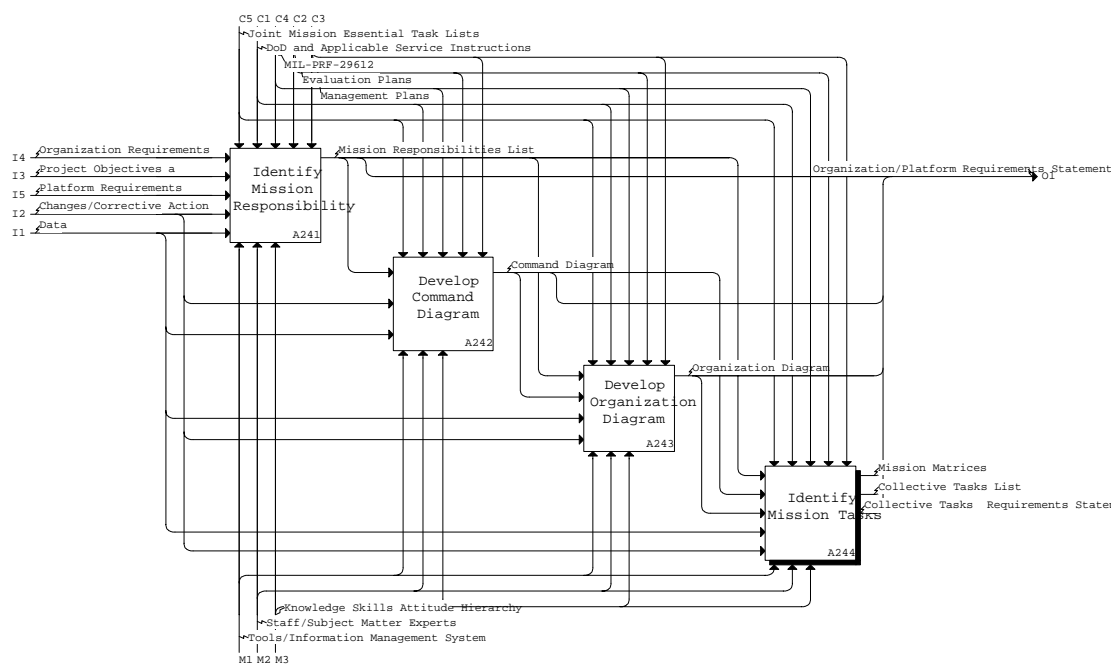 C5 C1 C4 C2 C3
Joint Mission Essential Task Lists
DoD and Applicable Service Instructions
MIL-PRF-29612
Evaluation Plans
Management Plans
I4 Organization Requirements
I3 Project Objectives a
I5 Platform Requirements
I2 Changes/Corrective Action
I1 Data
Identify
Mission
Responsibility
A241
Mission Responsibilities List
Organization/Platform Requirements Statement
O1
Develop
Command
Diagram
A242
Command Diagram
Develop
Organization
Diagram
A243
Organization Diagram
Identify
Mission Tasks
A244
Mission Matrices
Collective Tasks List
Collective Tasks Requirements Statem
Knowledge Skills Attitude Hierarchy
Staff/Subject Matter Experts
Tools/Information Management System
M1 M2 M3